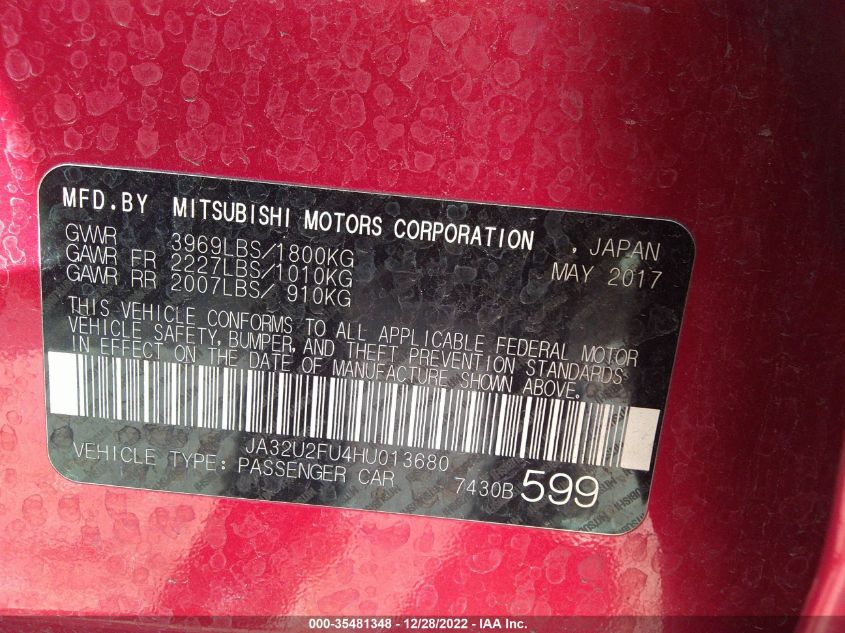 MFD.BY MITSUBISHI MOTORS CORPORATION , JAPAN
GVWR 3969LBS/1800KG MAY 2017
GAWR FR 2227LBS/1010KG
GAWR RR 2007LBS/ 910KG
THIS VEHICLE CONFORMS TO ALL APPLICABLE FEDERAL MOTOR
VEHICLE SAFETY, BUMPER, AND THEFT PREVENTION STANDARDS
IN EFFECT ON THE DATE OF MANUFACTURE SHOWN ABOVE.
JA32U2FU4HU013680
VEHICLE TYPE: PASSENGER CAR 7430B 599
000-35481348 - 12/28/2022 - IAA Inc.